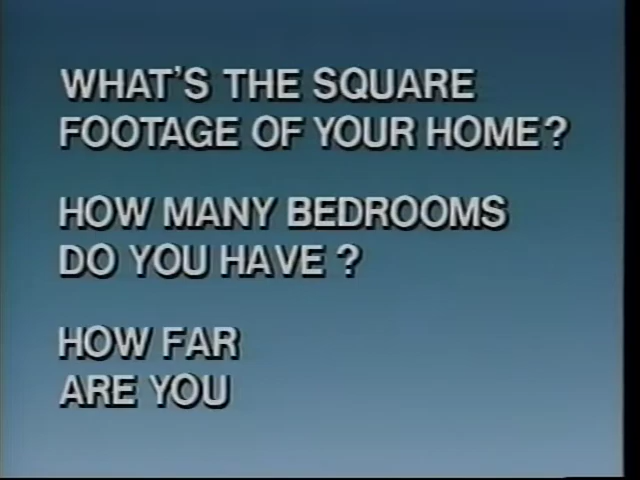 WHAT'S THE SQUARE
FOOTAGE OF YOUR HOME?
HOW MANY BEDROOMS
DO YOU HAVE ?
HOW FAR
ARE YOU